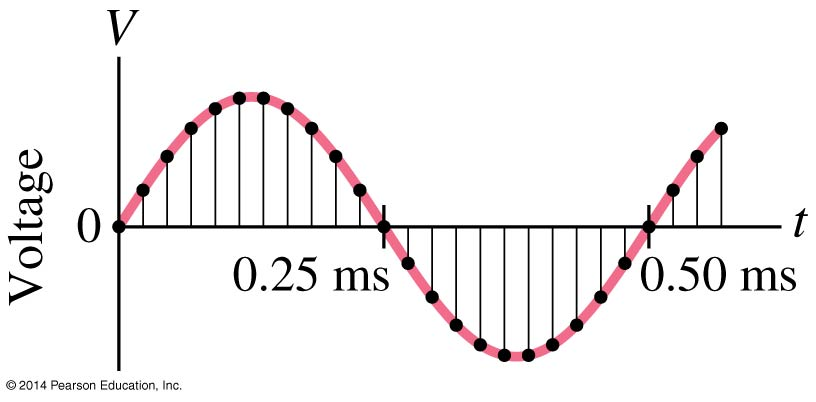 V
Voltage
0
t
0.25 ms
0.50 ms
© 2014 Pearson Education, Inc.